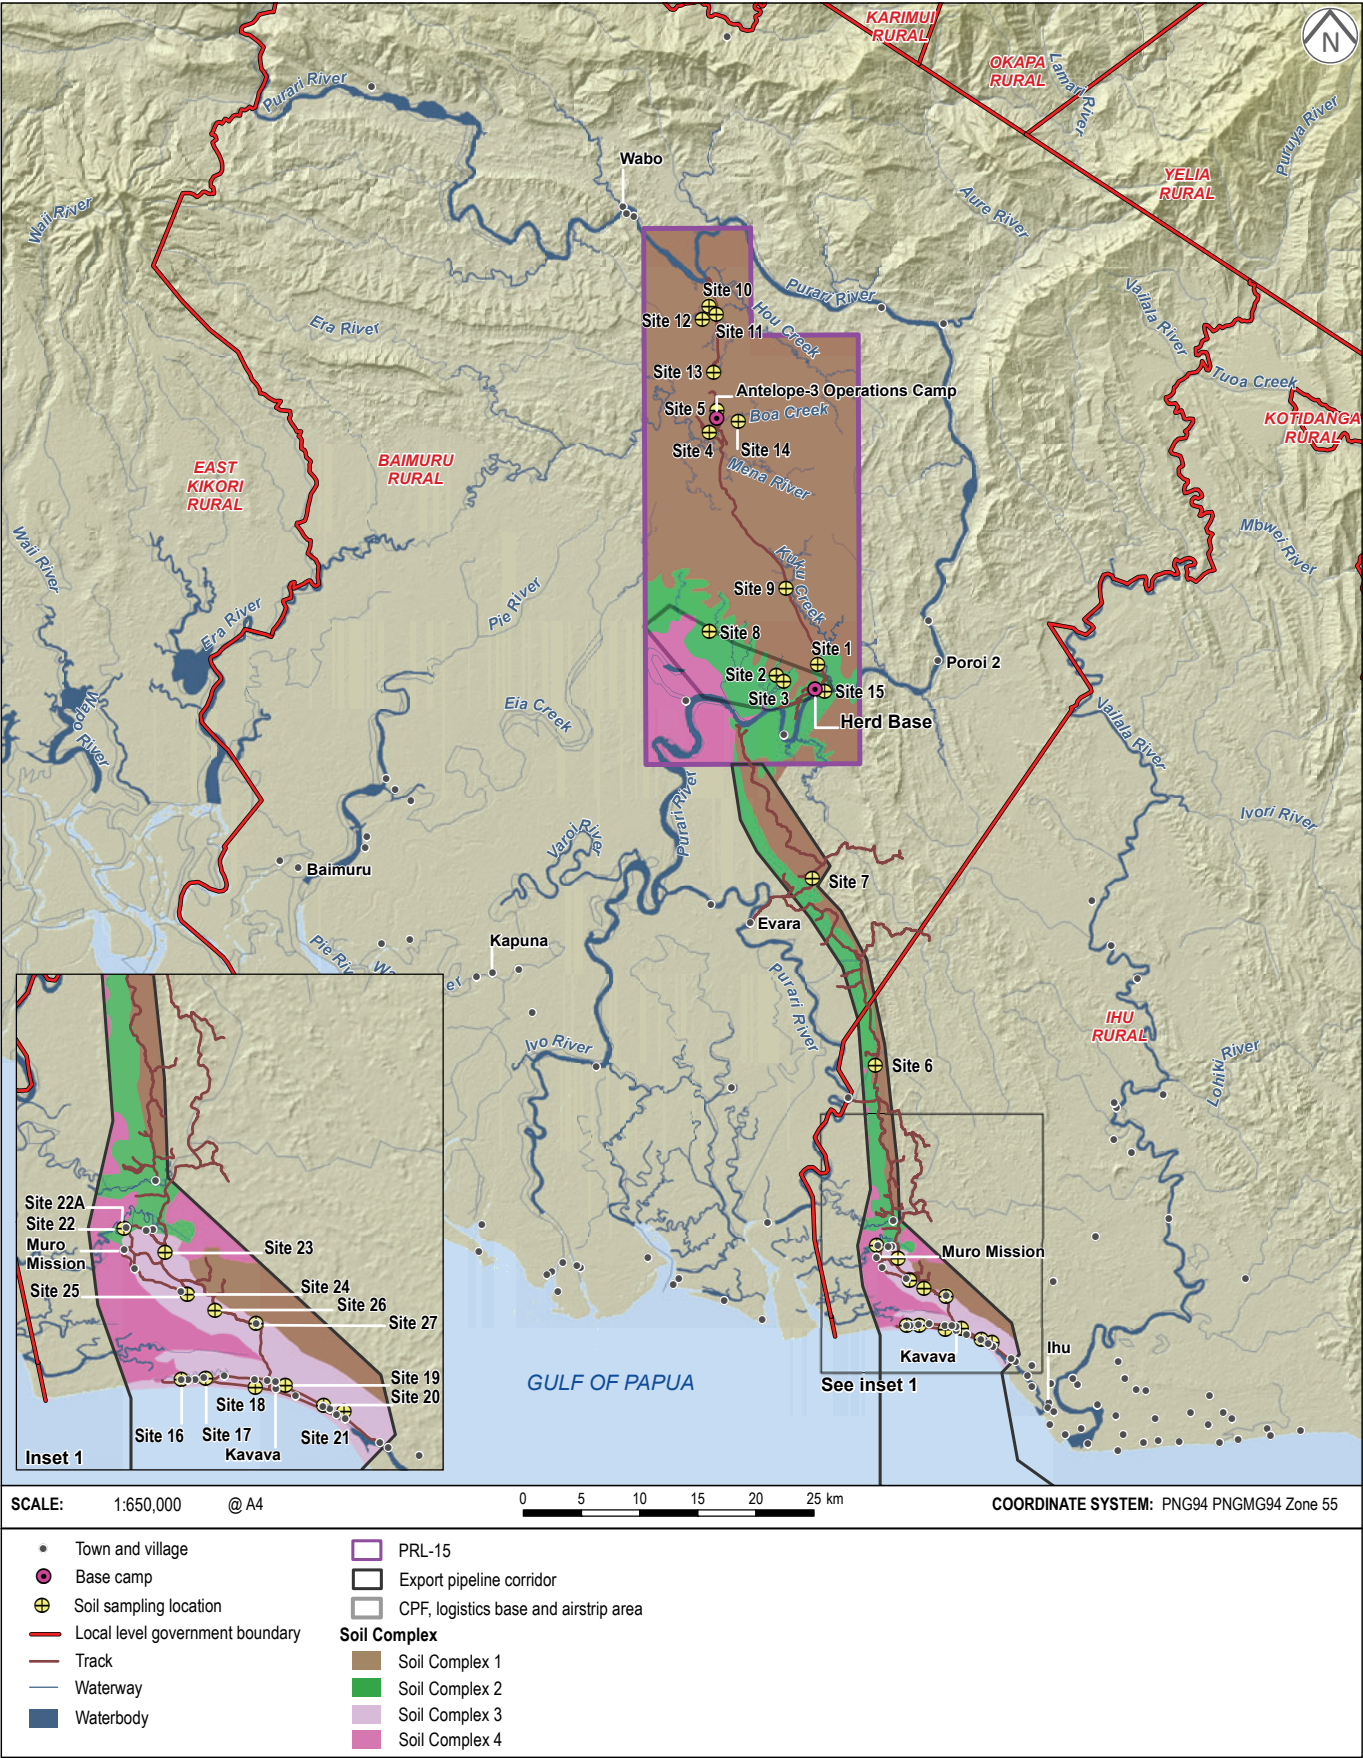 KARIMUI
RURAL
N
OKAPA
RURAL
Lamari River
Purari River
Puruya River
Wabo
YELIA
RURAL
Waii River
Aure River
Purari River
Vailala River
Site 10
Hou Creek
Era River
Site 12
Site 11
Site 13
Tuoa Creek
Antelope-3 Operations Camp
Site 5
Boa Creek
KOTIDANGA
RURAL
Site 4
Site 14
EAST
KIKORI
RURAL
BAIMURU
RURAL
Mena River
Waii River
Mbwei River
Kuku Creek
Site 9
Pie River
Era River
Site 8
Site 1
Poroi 2
Site 2
Site 3
Site 15
Wapo
River
Eia Creek
Herd Base
Vailala River
Purari River
Ivori River
Varoi River
Baimuru
Site 7
Evara
Kapuna
Pie River
Wa
er
Purari River
IHU
RURAL
Ivo River
Lohiki River
Site 6
Site 22A
Site 22
Muro
Mission
Site 23
Muro Mission
Site 25
Site 24
Site 26
Site 27
Kavava
Ihu
Site 19
Site 20
GULF OF PAPUA
See inset 1
Site 18
Site 16
Site 17
Site 21
Kavava
Inset 1
SCALE: 1:650,000 @ A4
0 5 10 15 20 25 km
COORDINATE SYSTEM: PNG94 PNGMG94 Zone 55
Town and village
Base camp
Soil sampling location
Local level government boundary
Track
Waterway
Waterbody
PRL-15
Export pipeline corridor
CPF, logistics base and airstrip area
Soil Complex
Soil Complex 1
Soil Complex 2
Soil Complex 3
Soil Complex 4